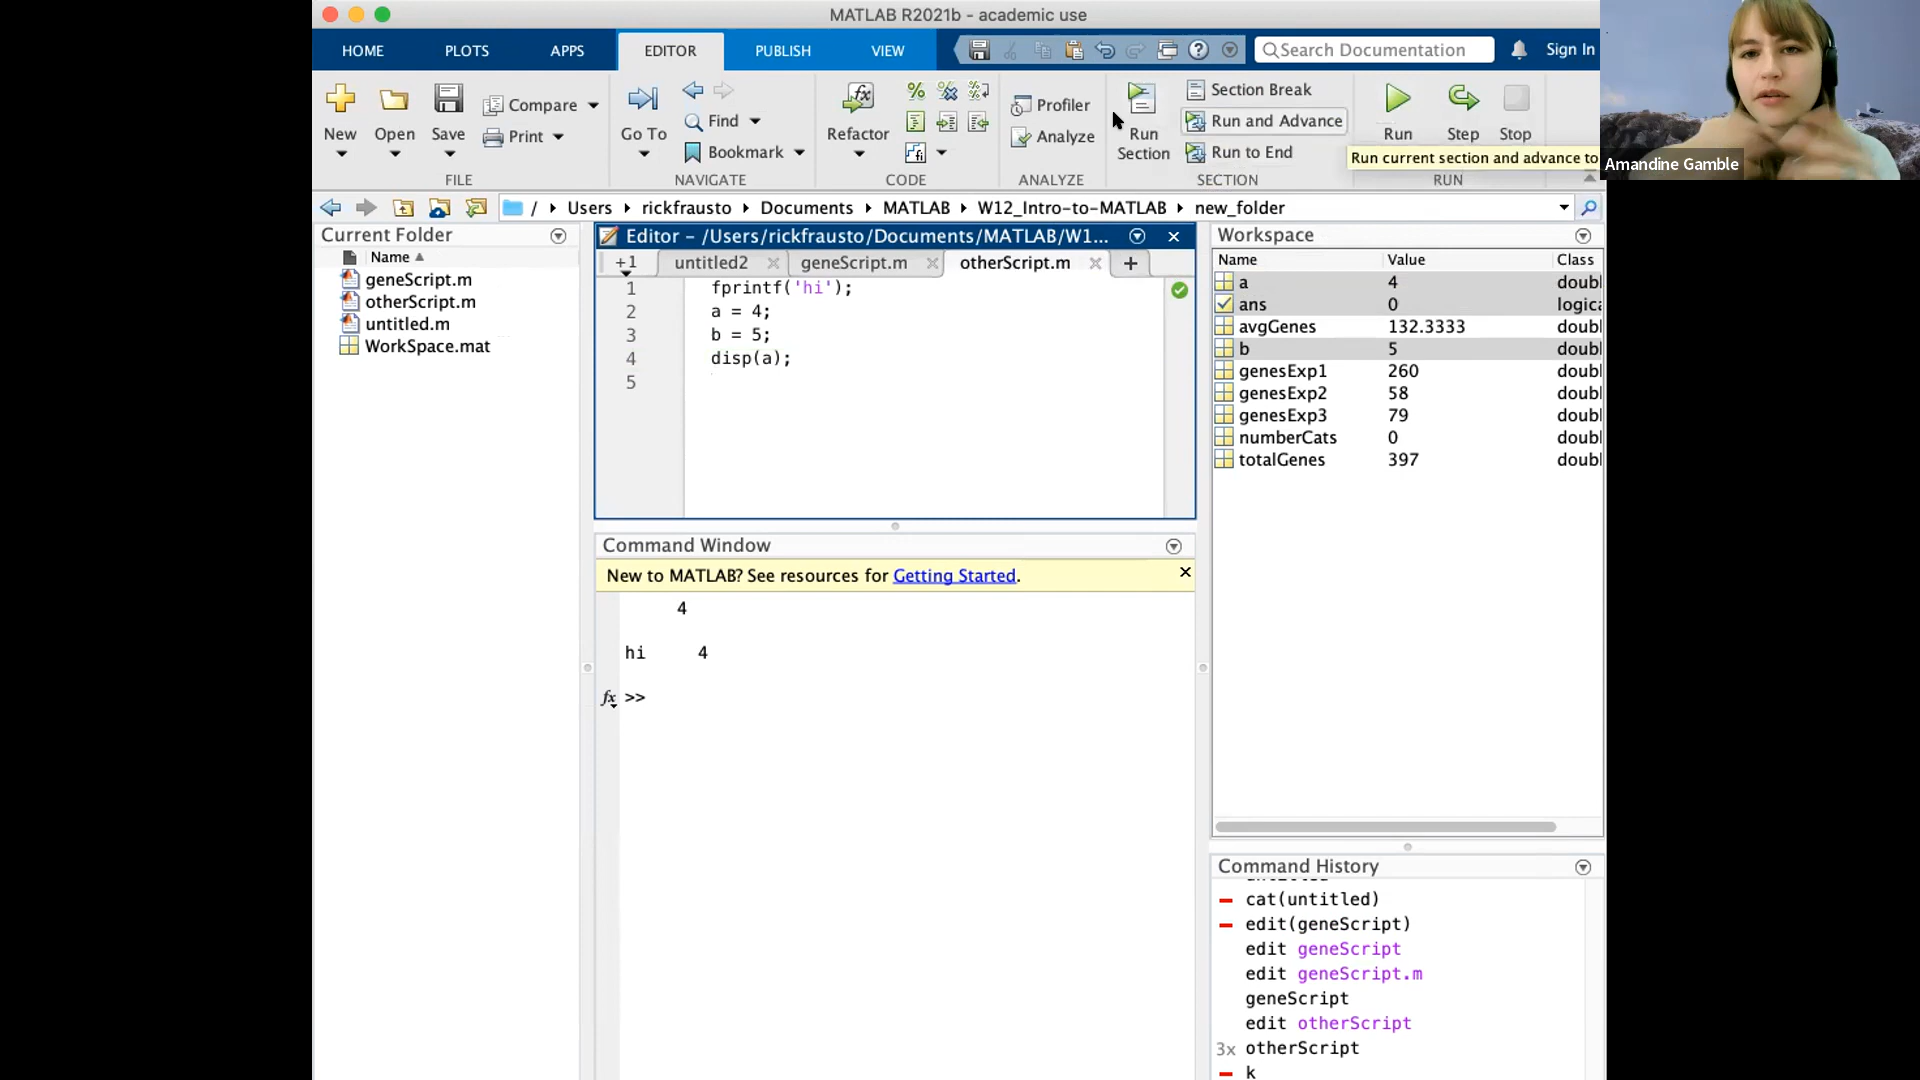 MATLAB R2021b - academic use
HOME PLOTS APPS EDITOR PUBLISH VIEW Search Documentation Sign In
New Open Save Compare Print
FILE
Go To Find Bookmark
NAVIGATE
Refactor
CODE
Profiler
Analyze
ANALYZE
Run Section
Section Break
Run and Advance
Run to End
SECTION
Run Step Stop
RUN
Run current section and advance to
Amandine Gamble
/ Users rickfrausto Documents MATLAB W12_Intro-to-MATLAB new_folder
Current Folder
Name
geneScript.m
otherScript.m
untitled.m
WorkSpace.mat
Editor - /Users/rickfrausto/Documents/MATLAB/W1...
+1 untitled2 geneScript.m otherScript.m +
1 fprintf('hi');
2 a = 4;
3 b = 5;
4 disp(a);
5
Command Window
New to MATLAB? See resources for Getting Started.
4
hi 4
fx >>
Workspace
Name Value Class
a 4 doubl
ans 0 logica
avgGenes 132.3333 doubl
b 5 doubl
genesExp1 260 doubl
genesExp2 58 doubl
genesExp3 79 doubl
numberCats 0 doubl
totalGenes 397 doubl
Command History
cat(untitled)
edit(geneScript)
edit geneScript
edit geneScript.m
geneScript
edit otherScript
3x otherScript
k